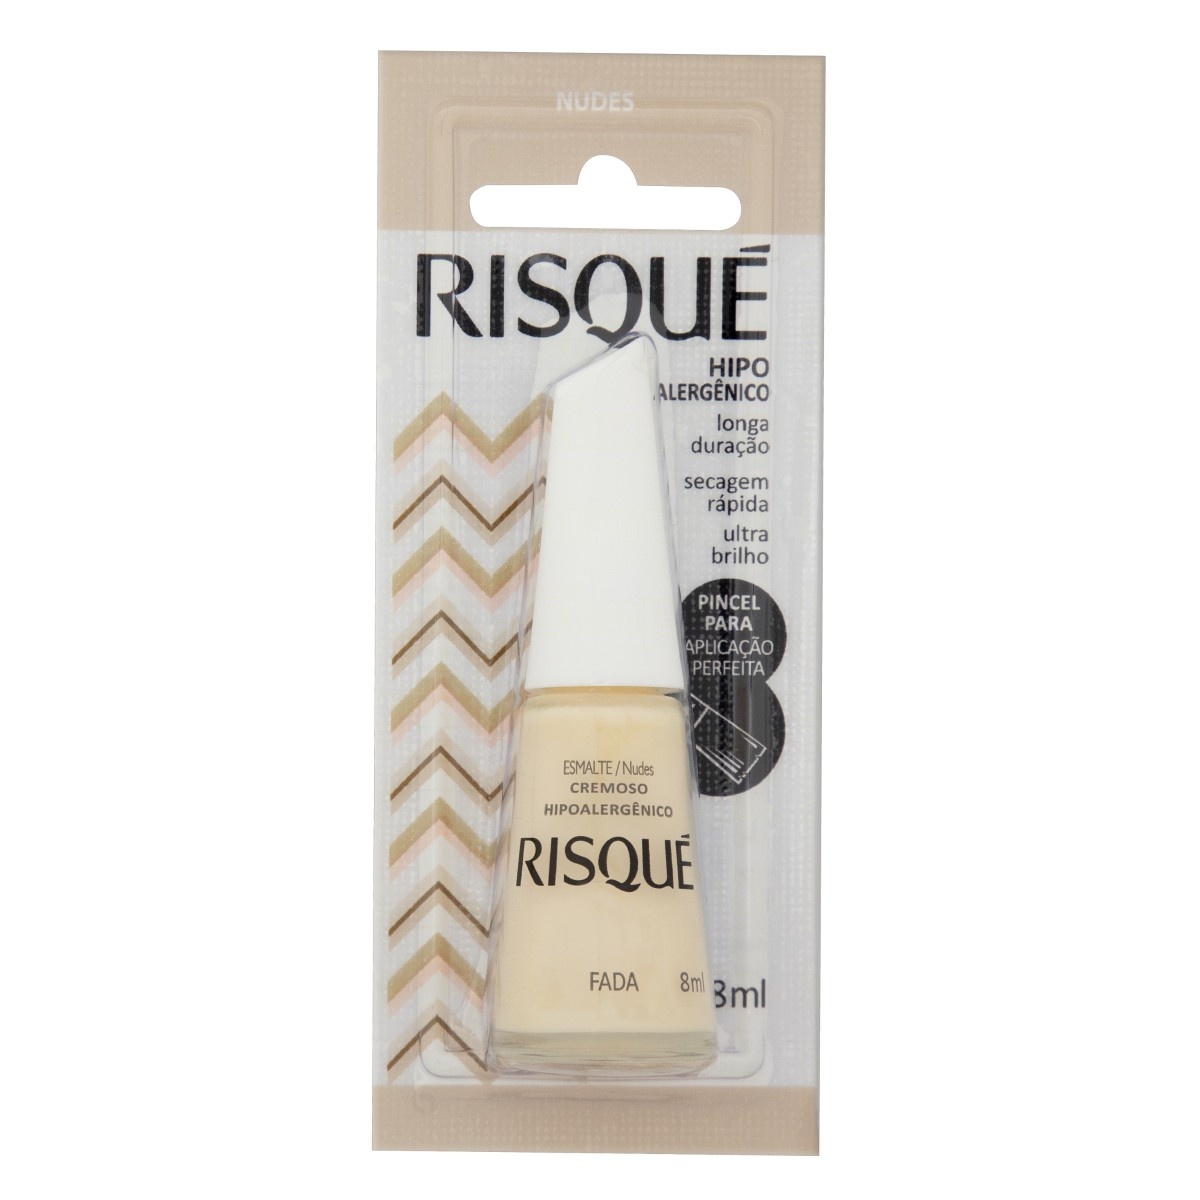 NUDES
RISQUÉ
HIPO
ALERGÊNICO
longa
duração
secagem
rápida
ultra
brilho
PINCEL
PARA
APLICAÇÃO
PERFEITA
ESMALTE / Nudes
CREMOSO
HIPOALERGÊNICO
RISQUÉ
FADA 8ml
8ml